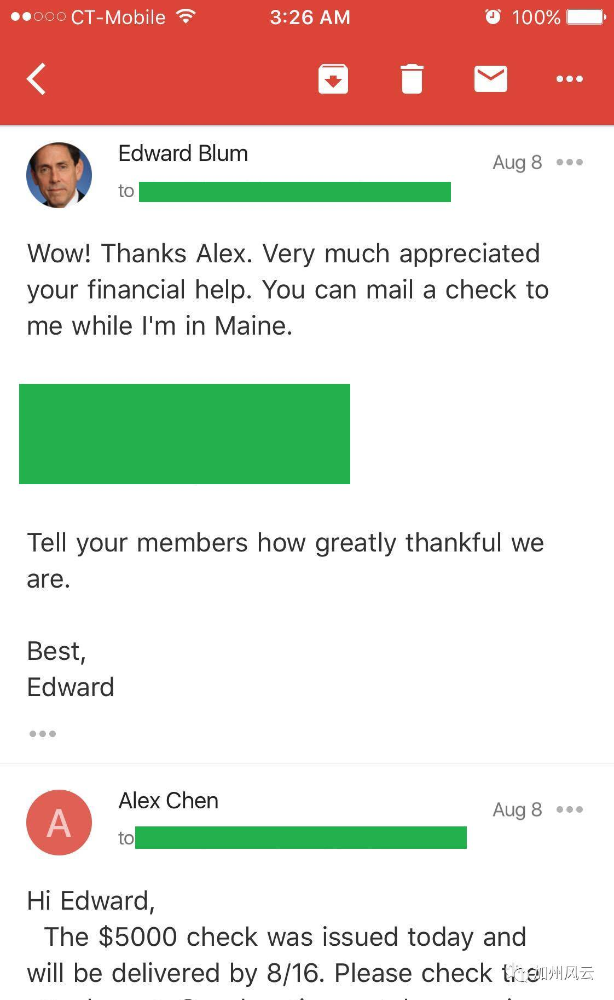 CT-Mobile 3:26 AM 100%
Edward Blum
Aug 8
to
Wow! Thanks Alex. Very much appreciated
your financial help. You can mail a check to
me while I'm in Maine.
Tell your members how greatly thankful we
are.
Best,
Edward
A
Alex Chen
Aug 8
to
Hi Edward,
The $5000 check was issued today and
will be delivered by 8/16. Please check the
加州风云